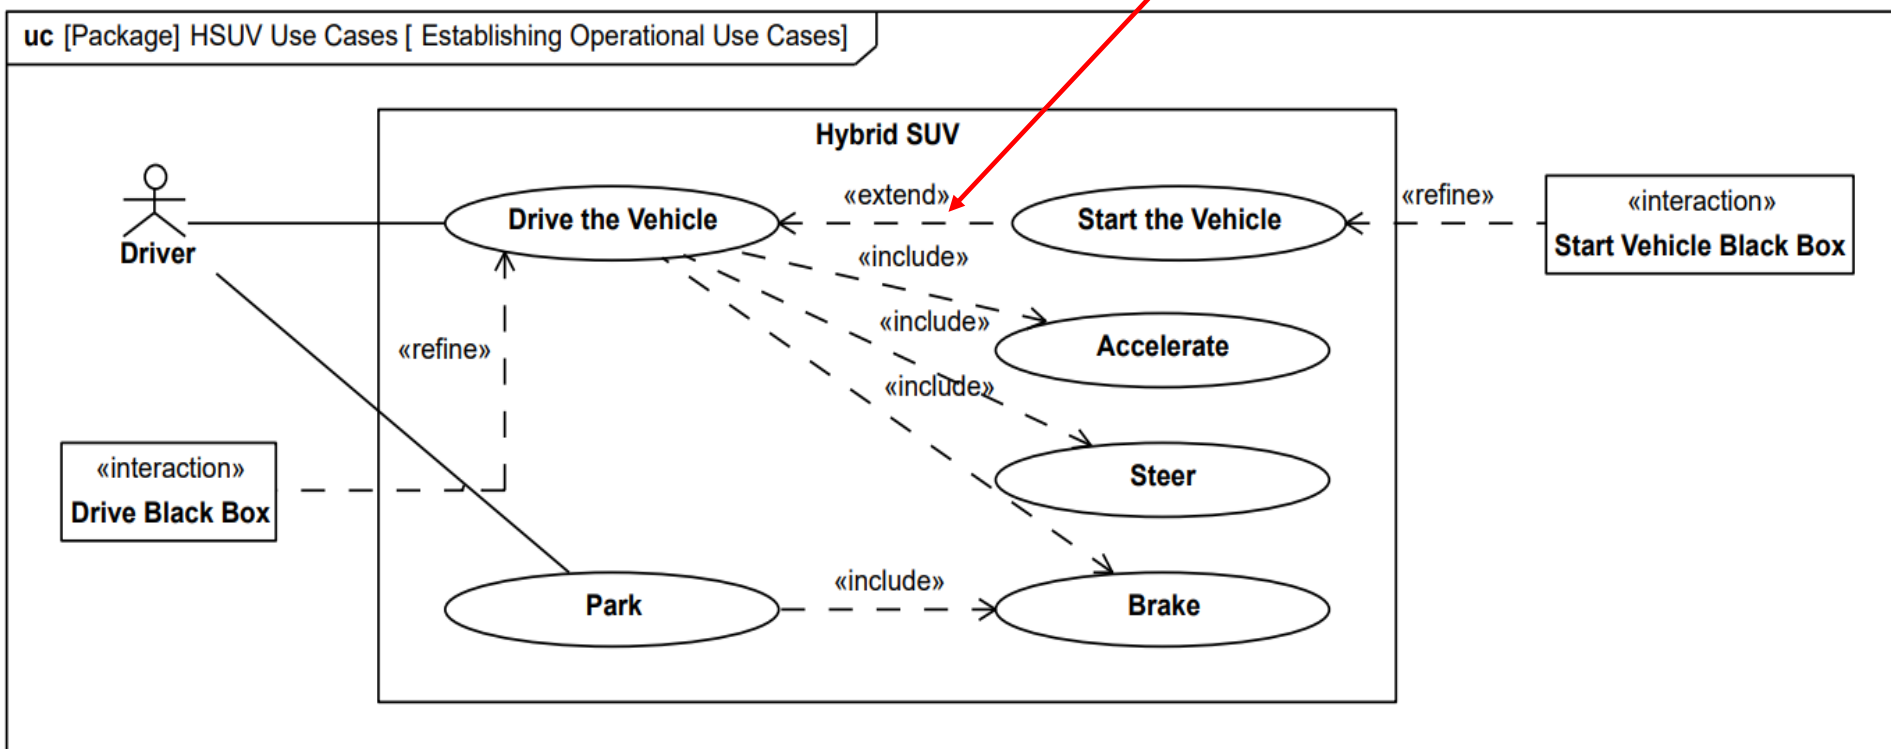 uc [Package] HSUV Use Cases [ Establishing Operational Use Cases]
Hybrid SUV
Driver
Drive the Vehicle
«extend»
Start the Vehicle
«refine»
«interaction»
Start Vehicle Black Box
«include»
«include»
Accelerate
«refine»
«include»
«interaction»
Drive Black Box
Steer
Park
«include»
Brake